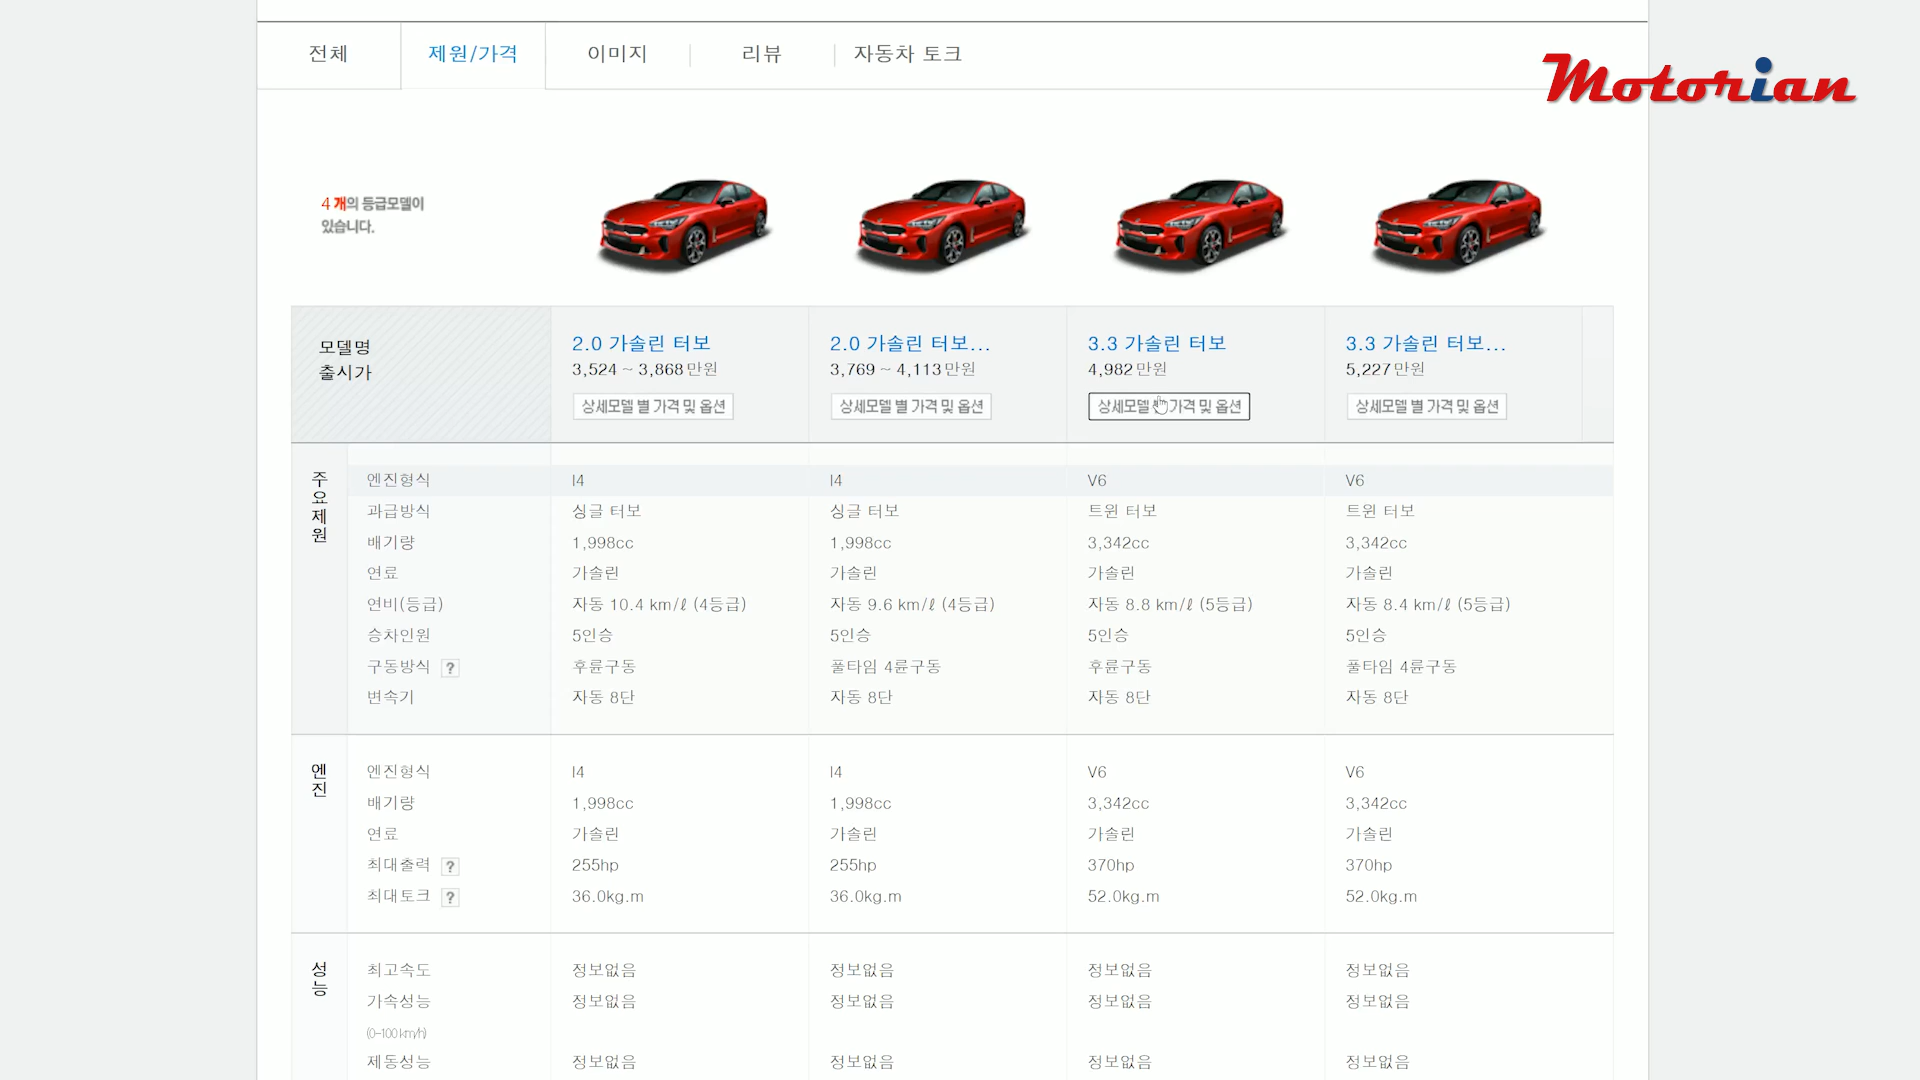 전체 제원/가격 이미지 리뷰 자동차 토크
Motorian
4개의 등급모델이
있습니다.
모델명 2.0 가솔린 터보 2.0 가솔린 터보... 3.3 가솔린 터보 3.3 가솔린 터보...
출시가 3,524 ~ 3,868만원 3,769 ~ 4,113만원 4,982만원 5,227만원
상세모델 별 가격 및 옵션 상세모델 별 가격 및 옵션 상세모델 가격 및 옵션 상세모델 별 가격 및 옵션
주요제원
엔진형식 I4 I4 V6 V6
과급방식 싱글 터보 싱글 터보 트윈 터보 트윈 터보
배기량 1,998cc 1,998cc 3,342cc 3,342cc
연료 가솔린 가솔린 가솔린 가솔린
연비(등급) 자동 10.4 km/ℓ (4등급) 자동 9.6 km/ℓ (4등급) 자동 8.8 km/ℓ (5등급) 자동 8.4 km/ℓ (5등급)
승차인원 5인승 5인승 5인승 5인승
구동방식 ? 후륜구동 풀타임 4륜구동 후륜구동 풀타임 4륜구동
변속기 자동 8단 자동 8단 자동 8단 자동 8단
엔진
엔진형식 I4 I4 V6 V6
배기량 1,998cc 1,998cc 3,342cc 3,342cc
연료 가솔린 가솔린 가솔린 가솔린
최대출력 ? 255hp 255hp 370hp 370hp
최대토크 ? 36.0kg.m 36.0kg.m 52.0kg.m 52.0kg.m
성능
최고속도 정보없음 정보없음 정보없음 정보없음
가속성능 정보없음 정보없음 정보없음 정보없음
(0-100km/h)
제동성능 정보없음 정보없음 정보없음 정보없음